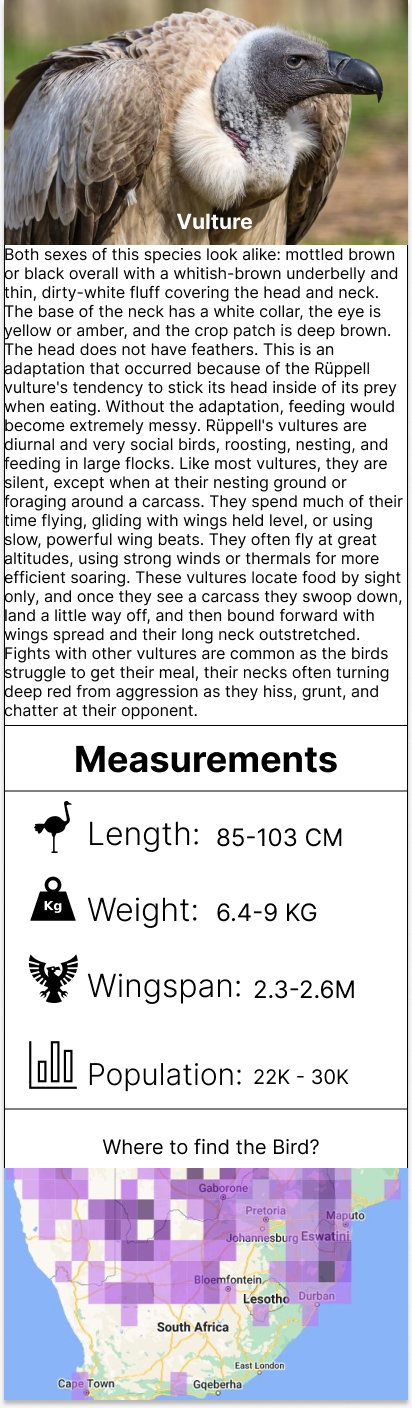 Vulture
Both sexes of this species look alike: mottled brown
or black overall with a whitish-brown underbelly and
thin, dirty-white fluff covering the head and neck.
The base of the neck has a white collar, the eye is
yellow or amber, and the crop patch is deep brown.
The head does not have feathers. This is an
adaptation that occurred because of the Rüppell
vulture's tendency to stick its head inside of its prey
when eating. Without the adaptation, feeding would
become extremely messy. Rüppell's vultures are
diurnal and very social birds, roosting, nesting, and
feeding in large flocks. Like most vultures, they are
silent, except when at their nesting ground or
foraging around a carcass. They spend much of their
time flying, gliding with wings held level, or using
slow, powerful wing beats. They often fly at great
altitudes, using strong winds or thermals for more
efficient soaring. These vultures locate food by sight
only, and once they see a carcass they swoop down,
land a little way off, and then bound forward with
wings spread and their long neck outstretched.
Fights with other vultures are common as the birds
struggle to get their meal, their necks often turning
deep red from aggression as they hiss, grunt, and
chatter at their opponent.
Measurements
Length: 85-103 CM
Kg Weight: 6.4-9 KG
Wingspan: 2.3-2.6M
Population: 22K - 30K
Where to find the Bird?
Gaborone
Pretoria
Maputo
Johannesburg Eswatini
Bloemfontein
Lesotho Durban
South Africa
East London
Cape Town Gqeberha